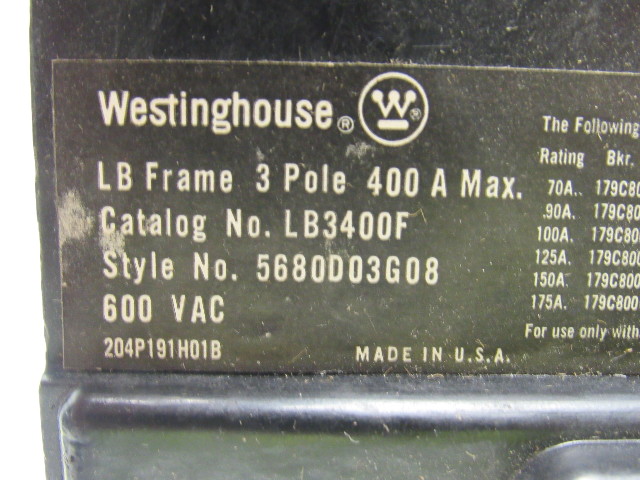 Westinghouse ® W
LB Frame 3 Pole 400 A Max.
Catalog No. LB3400F
Style No. 5680D03G08
600 VAC
204P191H01B
MADE IN U.S.A.
The Following
Rating Bkr.
70A. 179C80
90A. 179C80
100A. 179C800
125A. 179C800
150A. 179C800
175A. 179C800
For use only with